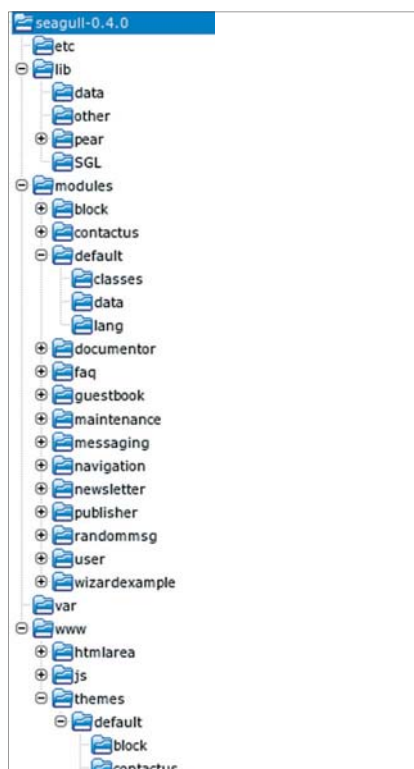 seagull-0.4.0
etc
lib
data
other
pear
SGL
modules
block
contactus
default
classes
data
lang
documentor
faq
guestbook
maintenance
messaging
navigation
newsletter
publisher
randommsg
user
wizardexample
var
www
htmlarea
js
themes
default
block
contactus